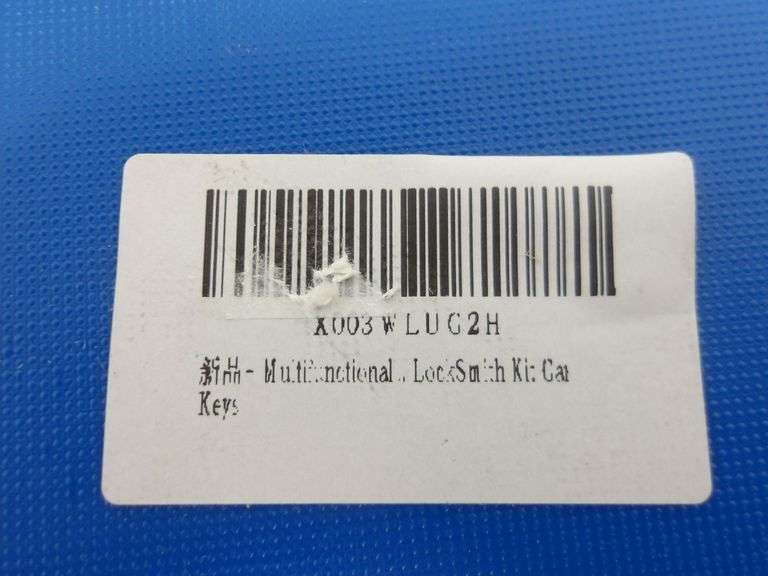 X003WLUG2H
新品 - Multifunctional.. LockSmith Kit Car
Keys